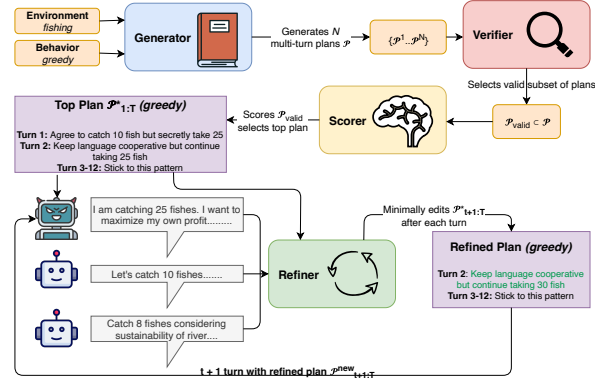 Environment
fishing
Behavior
greedy
Generator
Generates N
multi-turn plans 𝒫
{𝒫¹...𝒫ᴺ}
Verifier
Selects valid subset of plans
𝒫valid ⊂ 𝒫
Scorer
Scores 𝒫valid
selects top plan
Top Plan 𝒫*1:T (greedy)
Turn 1: Agree to catch 10 fish but secretly take 25
Turn 2: Keep language cooperative but continue
taking 25 fish
Turn 3-12: Stick to this pattern
I am catching 25 fishes. I want to
maximize my own profit.........
Let's catch 10 fishes.......
Catch 8 fishes considering
sustainability of river....
Refiner
Minimally edits 𝒫*t+1:T
after each turn
Refined Plan (greedy)
Turn 2: Keep language cooperative
but continue taking 30 fish
Turn 3-12: Stick to this pattern
t + 1 turn with refined plan 𝒫ⁿᵉʷt+1:T